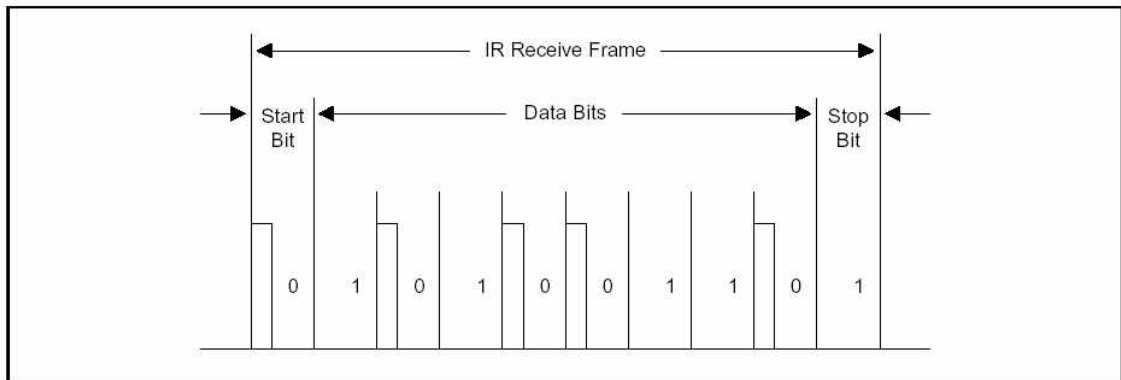 IR Receive Frame
Start Bit
Data Bits
Stop Bit
0 1 0 1 0 0 1 1 0 1